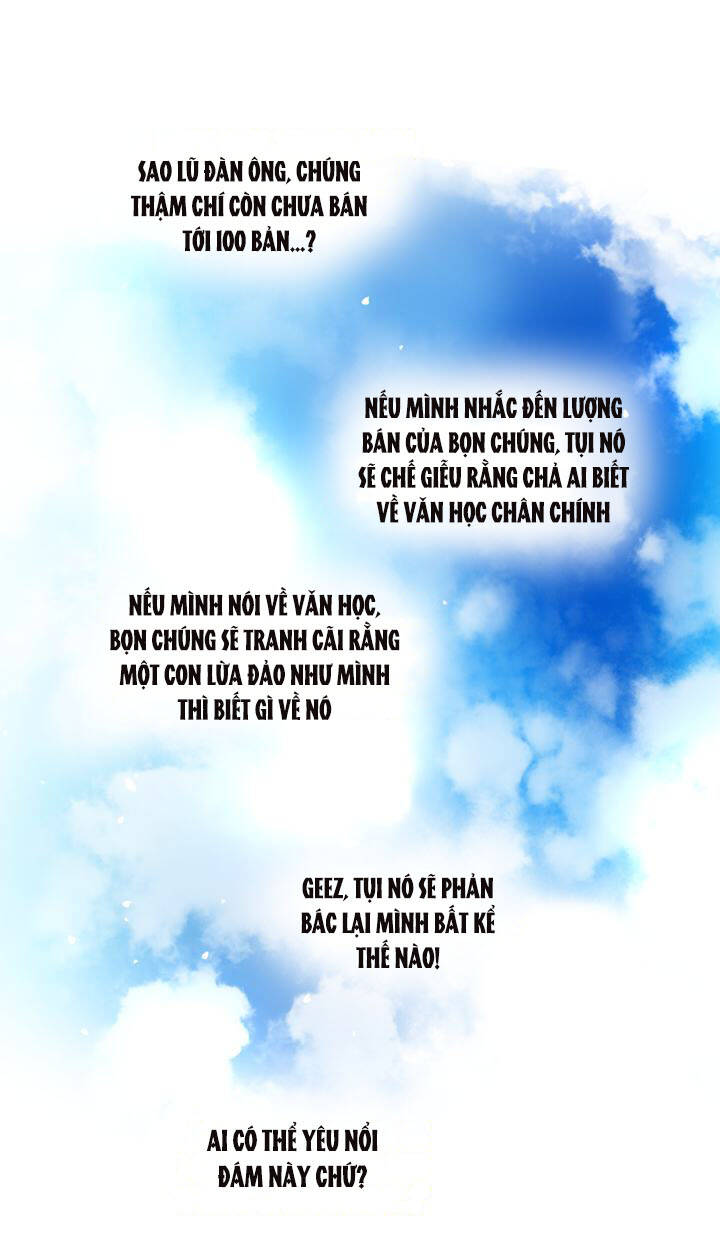 SAO LŨ ĐÀN ÔNG, CHÚNG
THẬM CHÍ CÒN CHƯA BÁN
TỚI 100 BẢN...?
NẾU MÌNH NHẮC ĐẾN LƯỢNG
BÁN CỦA BỌN CHÚNG, TỤI NÓ
SẼ CHẾ GIỄU RẰNG CHẢ AI BIẾT
VỀ VĂN HỌC CHÂN CHÍNH
NẾU MÌNH NÓI VỀ VĂN HỌC,
BỌN CHÚNG SẼ TRANH CÃI RẰNG
MỘT CON LỪA ĐẢO NHƯ MÌNH
THÌ BIẾT GÌ VỀ NÓ
GEEZ, TỤI NÓ SẼ PHẢN
BÁC LẠI MÌNH BẤT KỂ
THẾ NÀO!
AI CÓ THỂ YÊU NỔI
ĐÁM NÀY CHỨ?